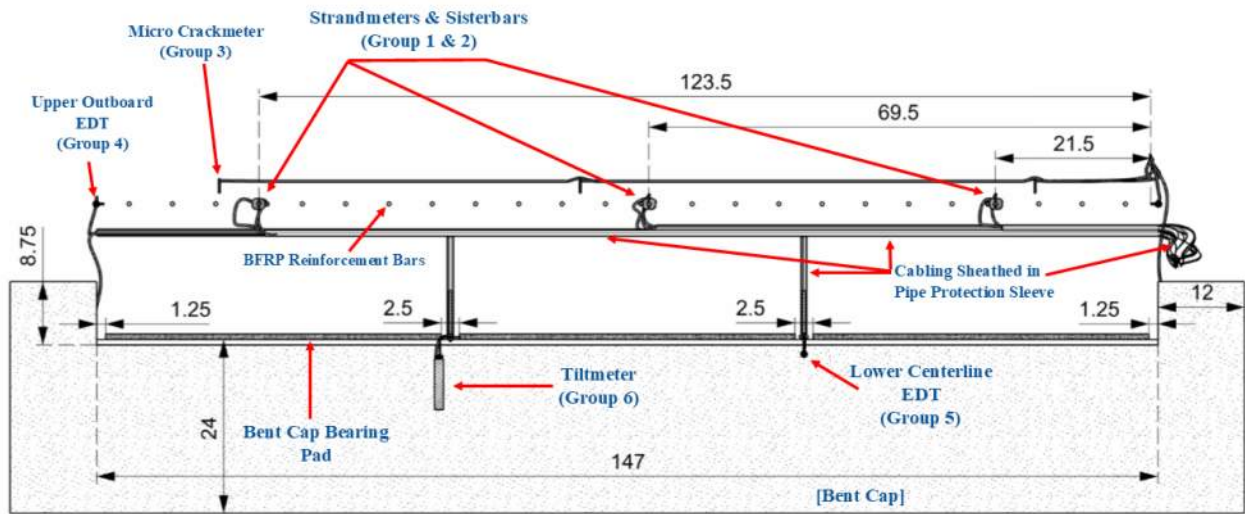 Strandmeters & Sisterbars
(Group 1 & 2)
Micro Crackmeter
(Group 3)
123.5
Upper Outboard
EDT
(Group 4)
69.5
21.5
8.75
BFRP Reinforcement Bars
Cabling Sheathed in
Pipe Protection Sleeve
1.25
2.5
2.5
1.25
12
Tiltmeter
(Group 6)
Lower Centerline
EDT
(Group 5)
24
Bent Cap Bearing
Pad
147
[Bent Cap]